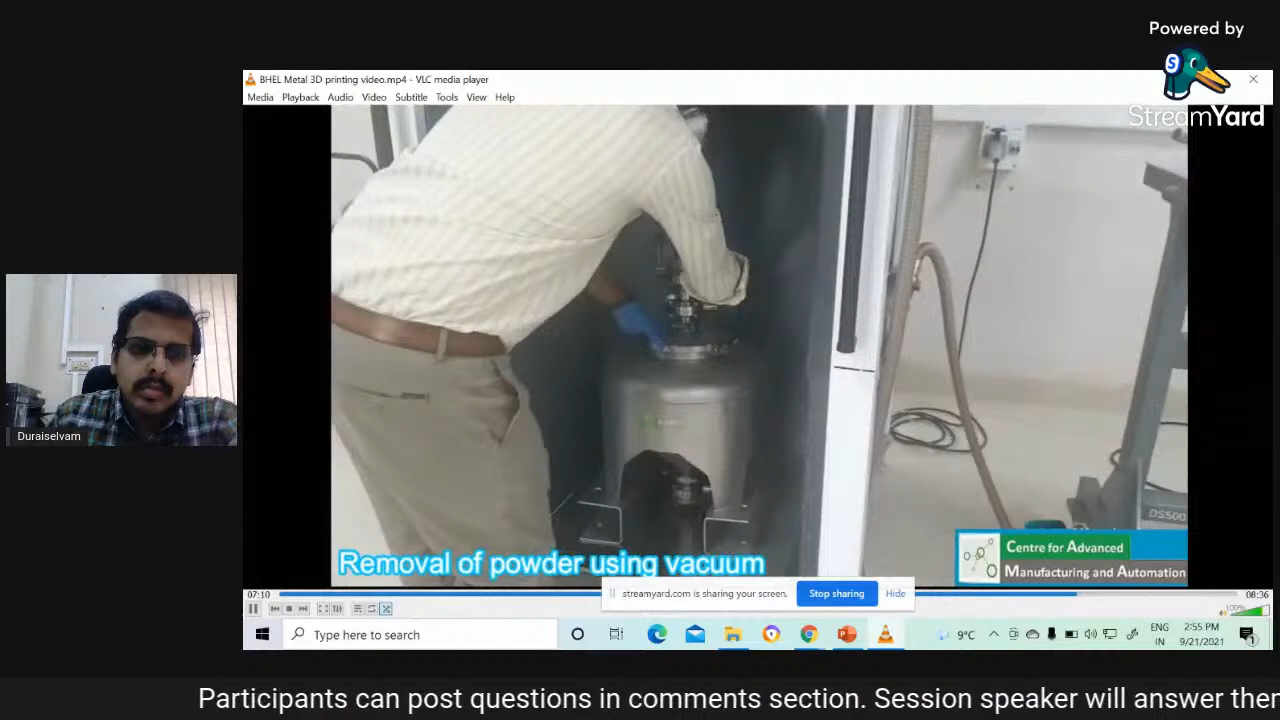 Powered by
StreamYard
BHEL Metal 3D printing video.mp4 - VLC media player
Media Playback Audio Video Subtitle Tools View Help
DS500
Duraiselvam
Removal of powder using vacuum
Centre for Advanced
Manufacturing and Automation
streamyard.com is sharing your screen. Stop sharing Hide
07:10
08:36
100%
Type here to search
9°C
ENG
IN
2:55 PM
9/21/2021
Participants can post questions in comments section. Session speaker will answer ther